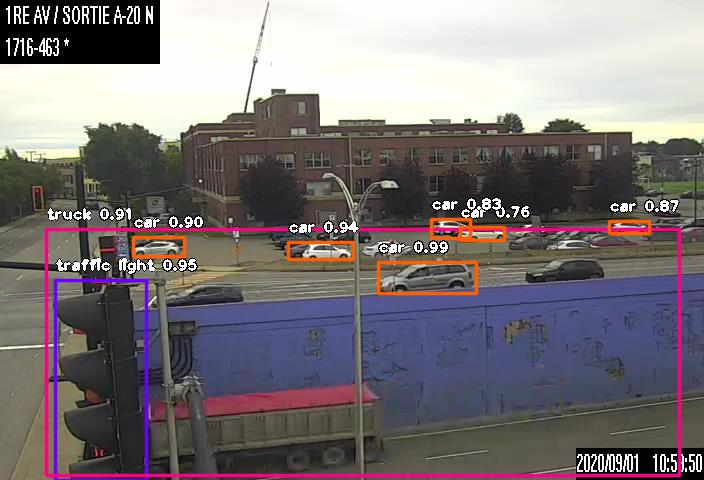 1RE AV / SORTIE A-20 N
1716-463 *
car 0.83
car 0.76
car 0.87
truck 0.91
car 0.90
car 0.94
car 0.99
traffic light 0.95
2020/09/01